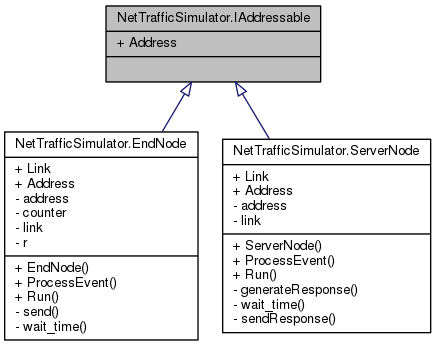 NetTrafficSimulator.IAddressable
+ Address
NetTrafficSimulator.EndNode
+ Link
+ Address
- address
- counter
- link
- r
+ EndNode()
+ ProcessEvent()
+ Run()
- send()
- wait_time()
NetTrafficSimulator.ServerNode
+ Link
+ Address
- address
- link
+ ServerNode()
+ ProcessEvent()
+ Run()
- generateResponse()
- wait_time()
- sendResponse()